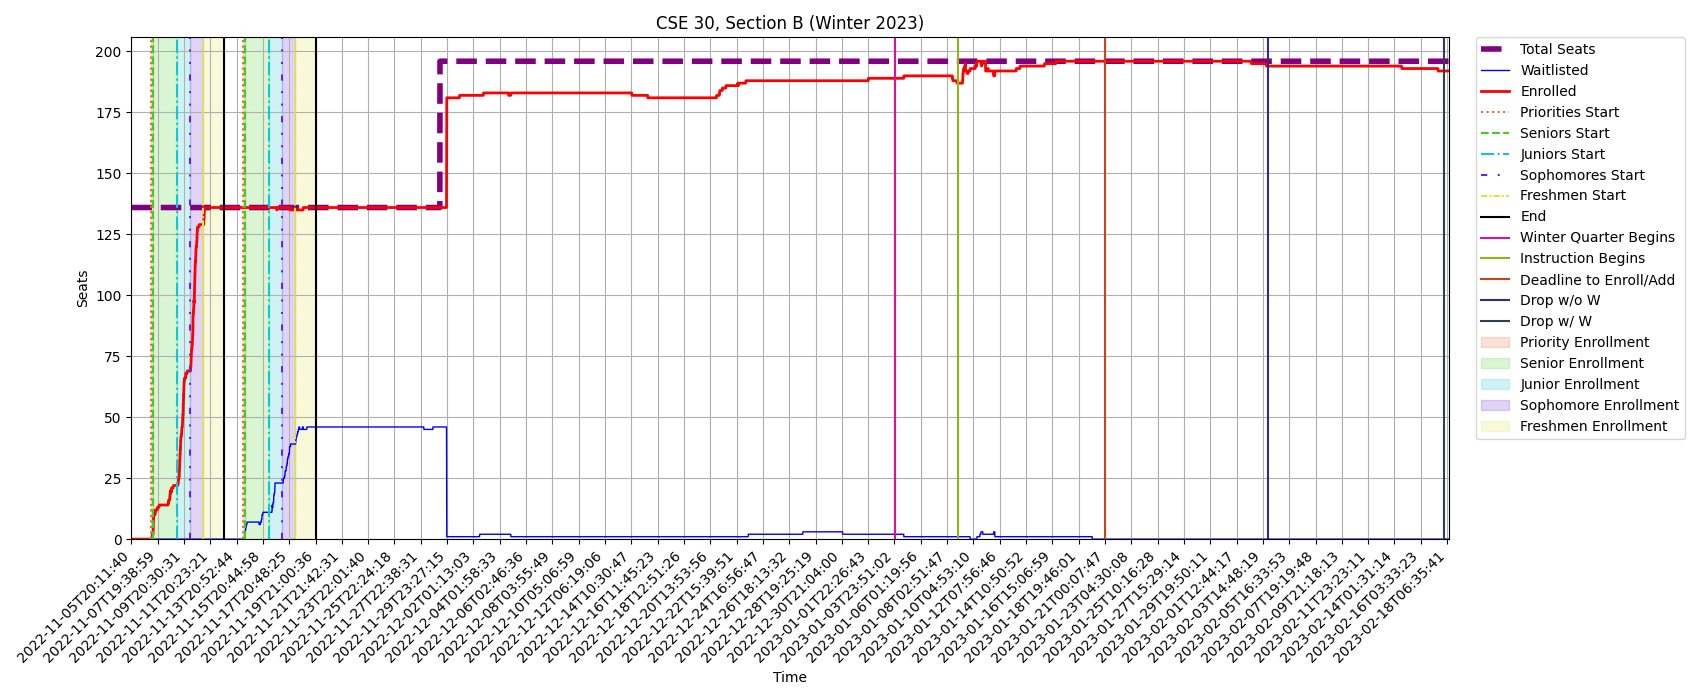 CSE 30, Section B (Winter 2023)
Seats
200
175
150
125
100
75
50
25
0
2022-11-05T20:11:40
2022-11-07T19:38:59
2022-11-09T20:30:31
2022-11-11T20:23:21
2022-11-13T20:52:44
2022-11-15T20:44:58
2022-11-17T20:48:25
2022-11-19T21:00:36
2022-11-21T21:42:31
2022-11-23T22:01:40
2022-11-25T22:24:18
2022-11-27T22:38:31
2022-11-29T23:27:15
2022-12-02T01:13:03
2022-12-04T01:58:33
2022-12-06T02:46:36
2022-12-08T03:55:49
2022-12-10T05:06:59
2022-12-12T06:19:06
2022-12-14T10:30:47
2022-12-16T11:45:23
2022-12-18T12:51:26
2022-12-20T13:53:56
2022-12-22T15:39:51
2022-12-24T16:56:47
2022-12-26T18:13:32
2022-12-28T19:25:19
2022-12-30T21:04:00
2023-01-01T22:26:43
2023-01-03T23:51:02
2023-01-06T01:19:56
2023-01-08T02:51:47
2023-01-10T04:53:10
2023-01-12T07:56:46
2023-01-14T10:50:52
2023-01-16T15:06:59
2023-01-18T19:46:01
2023-01-21T00:07:47
2023-01-23T04:30:08
2023-01-25T10:16:28
2023-01-27T15:29:14
2023-01-29T19:50:11
2023-02-01T12:44:17
2023-02-03T14:48:19
2023-02-05T16:33:53
2023-02-07T19:19:48
2023-02-09T21:18:13
2023-02-11T23:23:11
2023-02-14T01:31:14
2023-02-16T03:33:23
2023-02-18T06:35:41
Time
Total Seats
Waitlisted
Enrolled
Priorities Start
Seniors Start
Juniors Start
Sophomores Start
Freshmen Start
End
Winter Quarter Begins
Instruction Begins
Deadline to Enroll/Add
Drop w/o W
Drop w/ W
Priority Enrollment
Senior Enrollment
Junior Enrollment
Sophomore Enrollment
Freshmen Enrollment